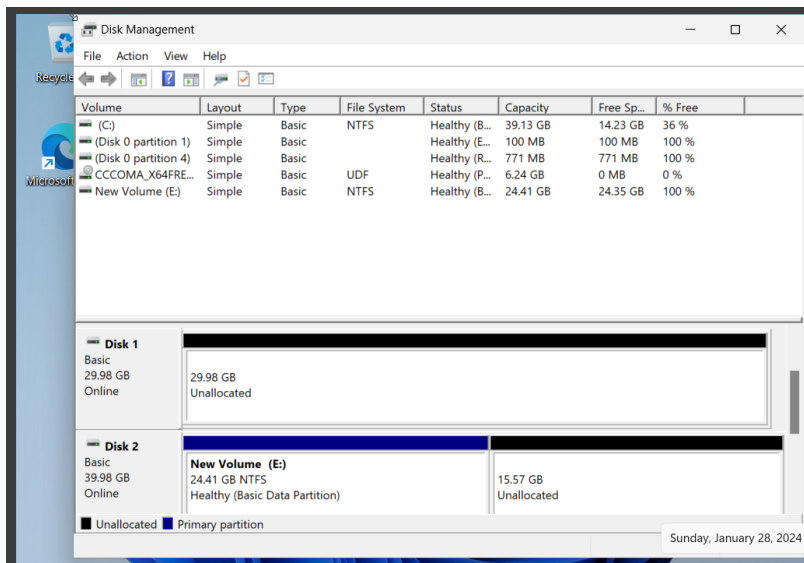 Disk Management
File Action View Help
Recycle
Microsoft
Volume Layout Type File System Status Capacity Free Sp... % Free
(C:) Simple Basic NTFS Healthy (B... 39.13 GB 14.23 GB 36 %
(Disk 0 partition 1) Simple Basic Healthy (E... 100 MB 100 MB 100 %
(Disk 0 partition 4) Simple Basic Healthy (R... 771 MB 771 MB 100 %
CCCOMA_X64FRE... Simple Basic UDF Healthy (P... 6.24 GB 0 MB 0 %
New Volume (E:) Simple Basic NTFS Healthy (B... 24.41 GB 24.35 GB 100 %
Disk 1
Basic
29.98 GB
Online
29.98 GB
Unallocated
Disk 2
Basic
39.98 GB
Online
New Volume (E:)
24.41 GB NTFS
Healthy (Basic Data Partition)
15.57 GB
Unallocated
Unallocated Primary partition
Sunday, January 28, 2024